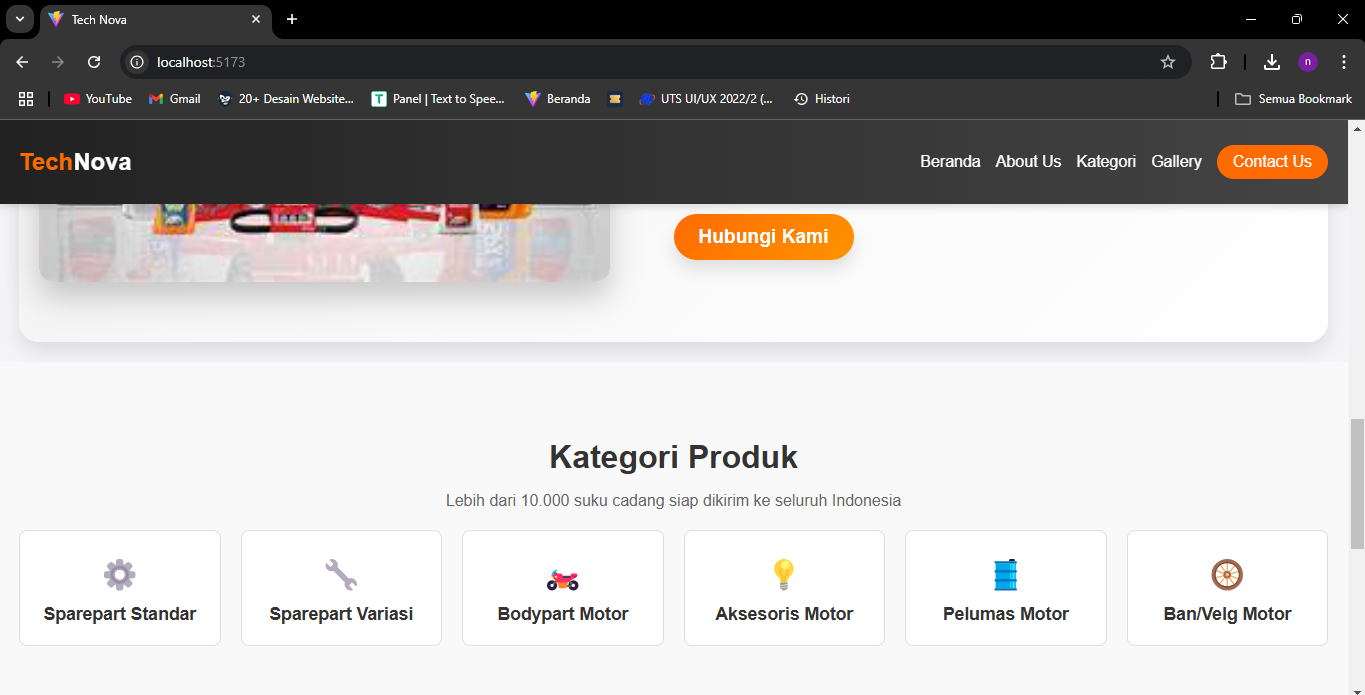 Tech Nova
localhost:5173
n
YouTube
Gmail
20+ Desain Website...
T
Panel | Text to Spee...
Beranda
UTS UI/UX 2022/2 (...
Histori
Semua Bookmark
TechNova
Beranda
About Us
Kategori
Gallery
Contact Us
Hubungi Kami
Kategori Produk
Lebih dari 10.000 suku cadang siap dikirim ke seluruh Indonesia
Sparepart Standar
Sparepart Variasi
Bodypart Motor
Aksesoris Motor
Pelumas Motor
Ban/Velg Motor